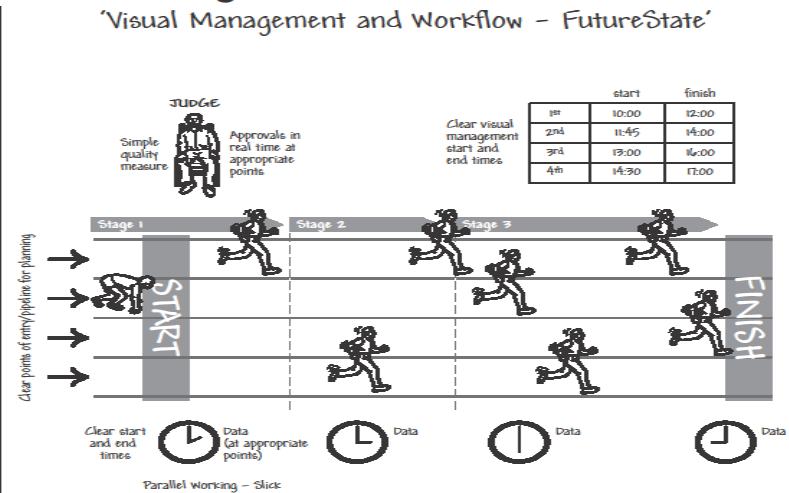 'Visual Management and Workflow - FutureState'
JUDGE
Simple
quality
measure
Approvals in
real time at
appropriate
points
Clear visual
management
start and
end times
start finish
1st 10:00 12:00
2nd 11:45 14:00
3rd 13:00 16:00
4th 14:30 17:00
Stage 1 Stage 2 Stage 3
Clear points of entry/pipeline for planning
START
FINISH
Clear start
and end
times
Data
(at appropriate
points)
Data
Data
Data
Parallel Working - Slick